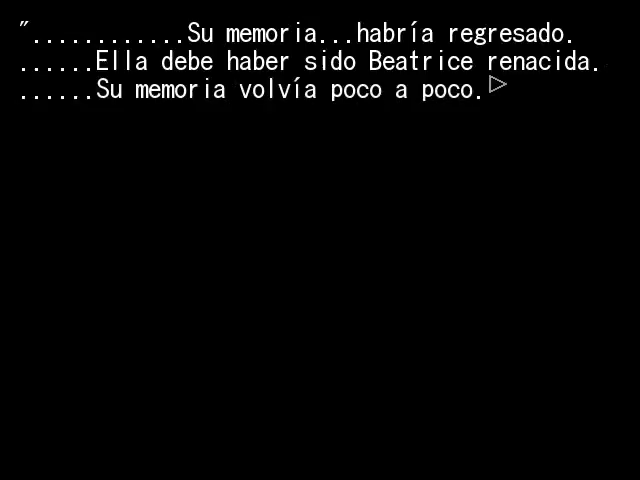 "............Su memoria...habría regresado.
......Ella debe haber sido Beatrice renacida.
......Su memoria volvía poco a poco.